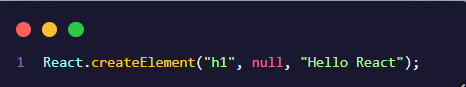 1 React.createElement("h1", null, "Hello React");